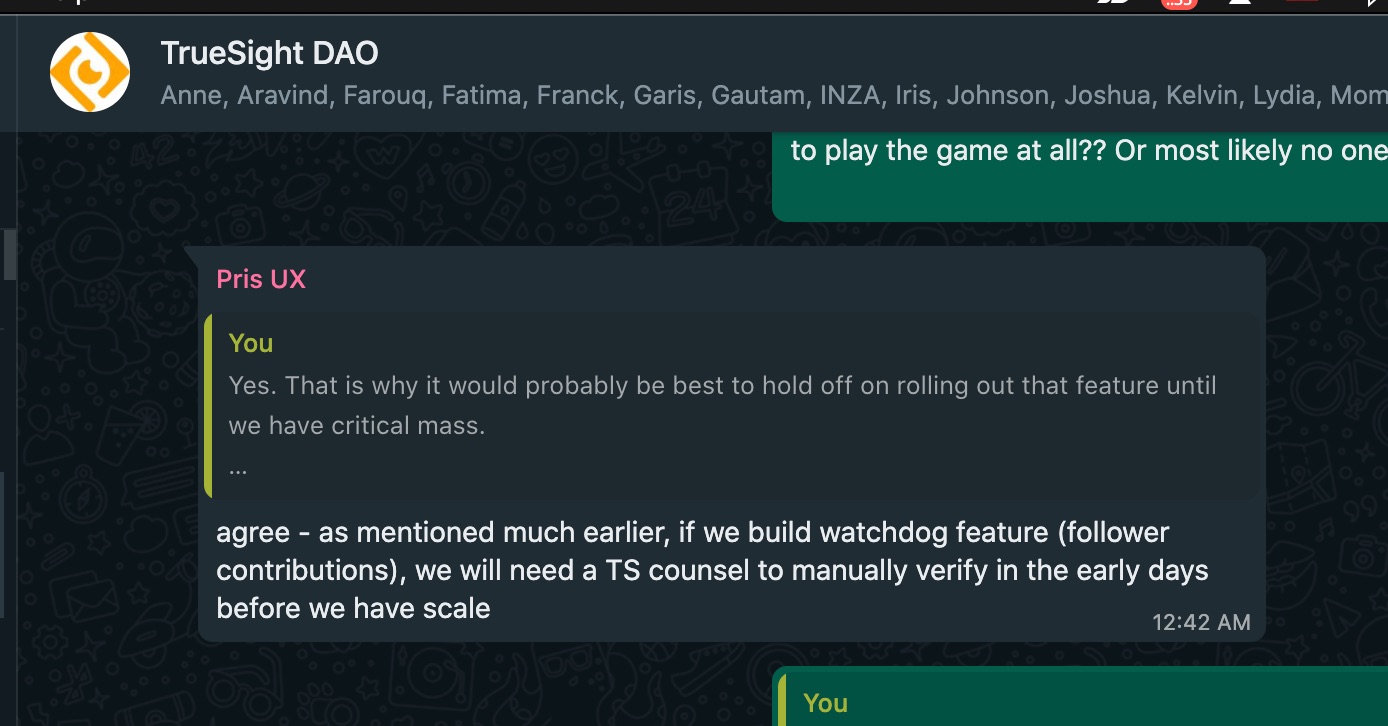 TrueSight DAO
Anne, Aravind, Farouq, Fatima, Franck, Garis, Gautam, INZA, Iris, Johnson, Joshua, Kelvin, Lydia, Mom
to play the game at all?? Or most likely no one
Pris UX
You
Yes. That is why it would probably be best to hold off on rolling out that feature until
we have critical mass.
...
agree - as mentioned much earlier, if we build watchdog feature (follower
contributions), we will need a TS counsel to manually verify in the early days
before we have scale
12:42 AM
You